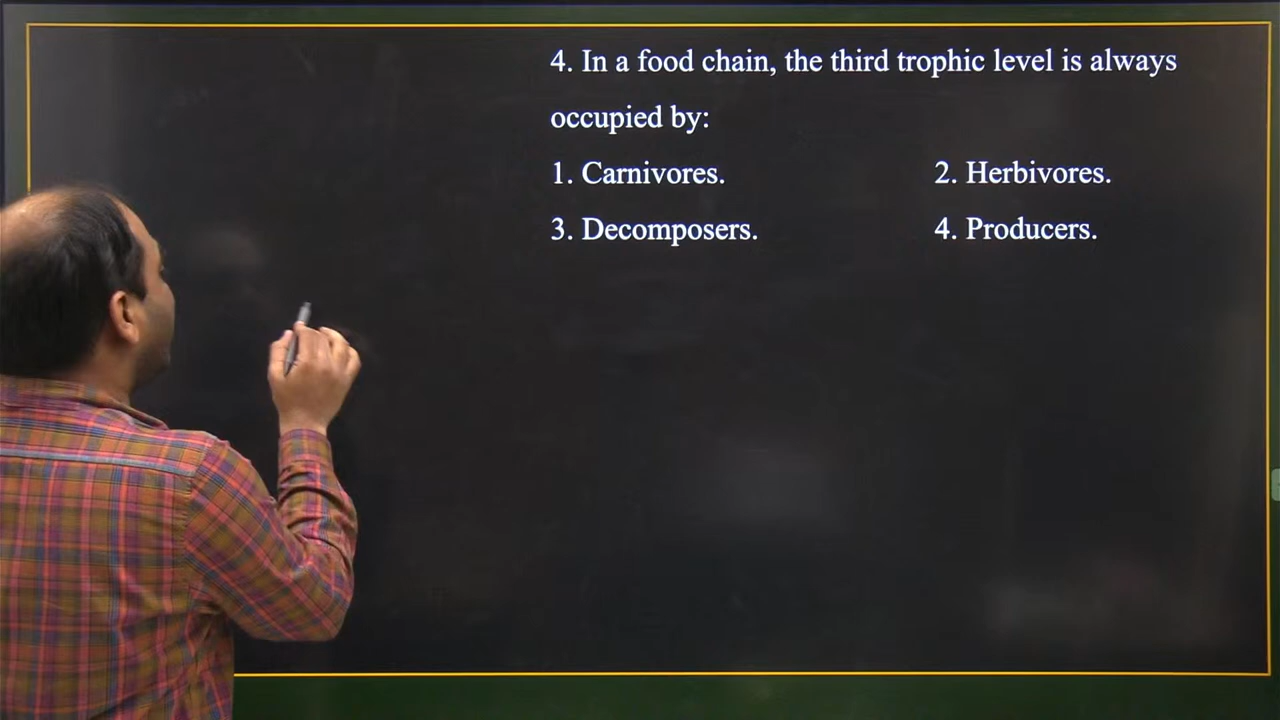 4. In a food chain, the third trophic level is always
occupied by:
1. Carnivores. 2. Herbivores.
3. Decomposers. 4. Producers.